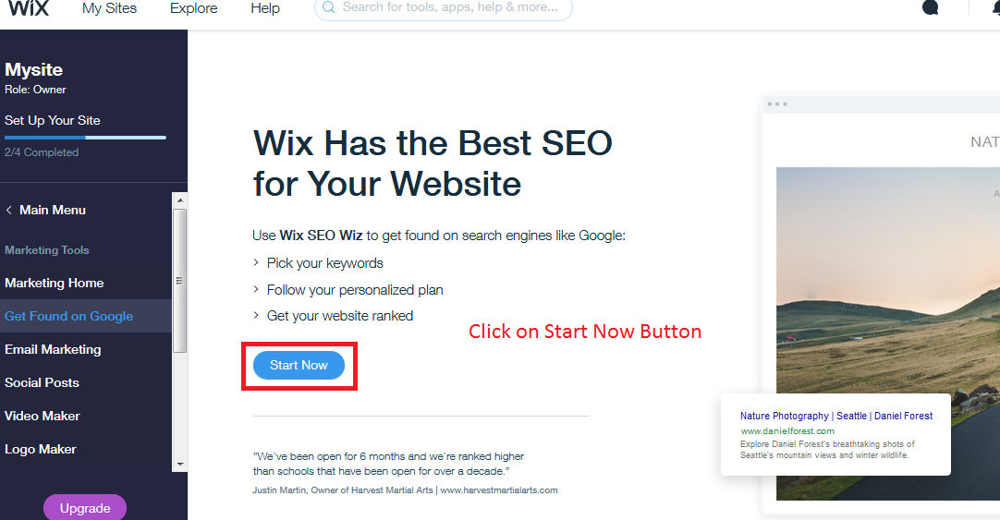 WiX
My Sites
Explore
Help
Search for tools, apps, help & more...
Mysite
Role: Owner
Set Up Your Site
2/4 Completed
Main Menu
Marketing Tools
Marketing Home
Get Found on Google
Email Marketing
Social Posts
Video Maker
Logo Maker
Upgrade
Wix Has the Best SEO
for Your Website
Use Wix SEO Wiz to get found on search engines like Google:
Pick your keywords
Follow your personalized plan
Get your website ranked
Click on Start Now Button
Start Now
"We've been open for 6 months and we're ranked higher
than schools that have been open for over a decade."
Justin Martin, Owner of Harvest Martial Arts | www.harvestmartialarts.com
NAT
A
Nature Photography | Seattle | Daniel Forest
www.danielforest.com
Explore Daniel Forest's breathtaking shots of
Seattle's mountain views and winter wildlife.